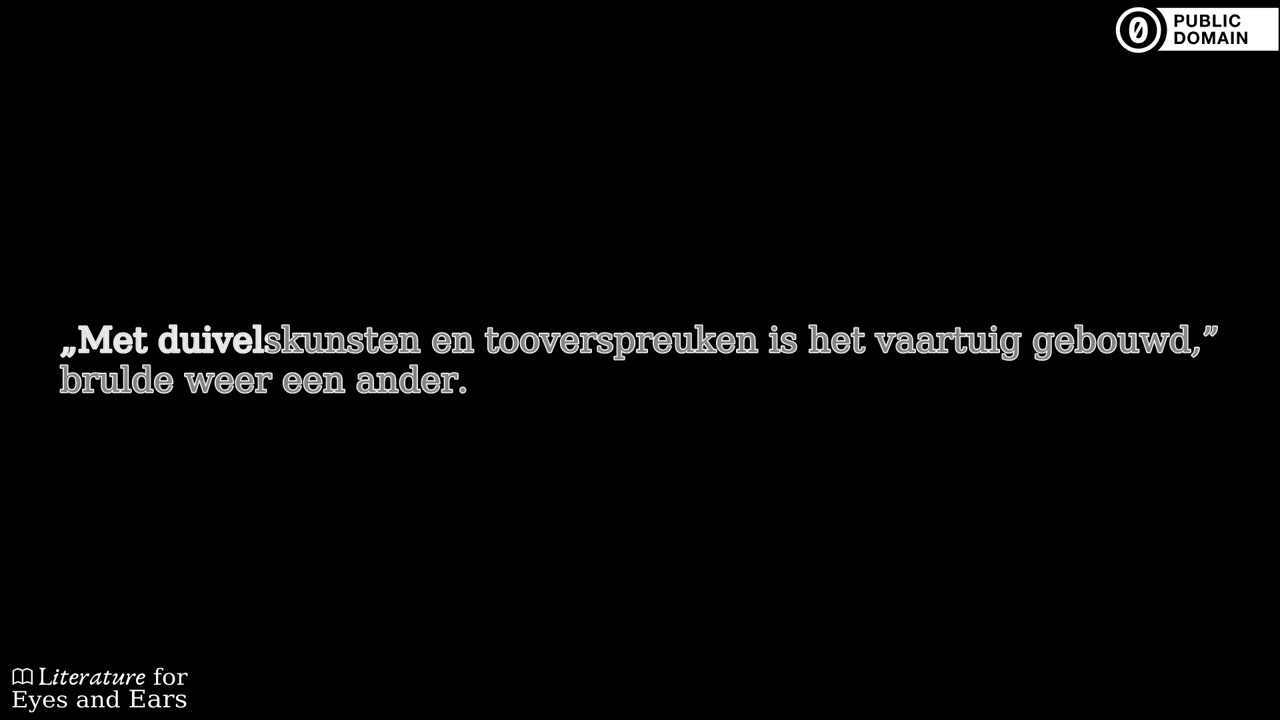 PUBLIC
DOMAIN
„Met duivelskunsten en tooverspreuken is het vaartuig gebouwd,”
brulde weer een ander.
Literature for
Eyes and Ears